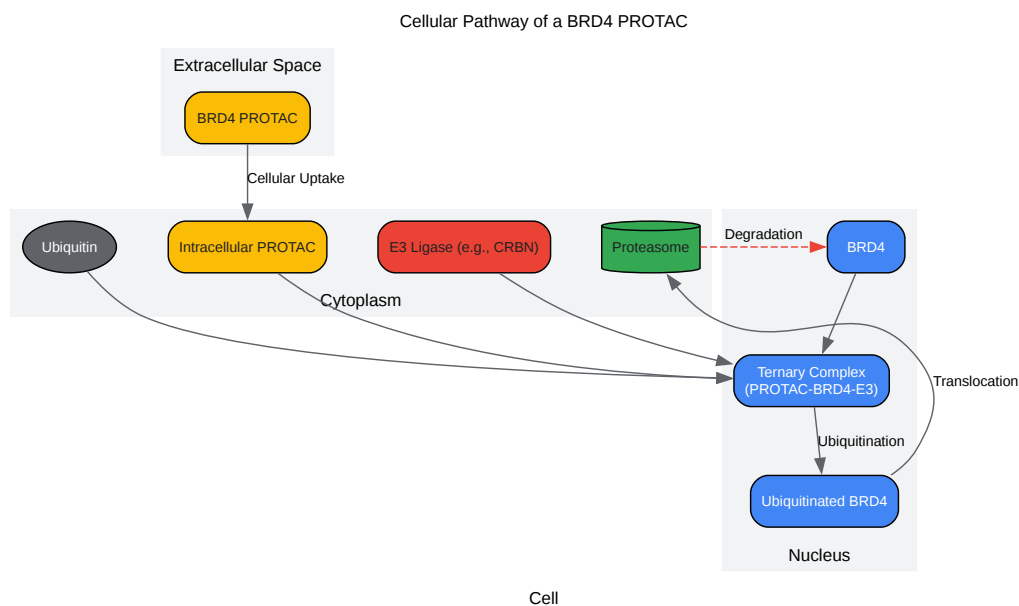 Cellular Pathway of a BRD4 PROTAC
Extracellular Space
BRD4 PROTAC
Cellular Uptake
Ubiquitin
Intracellular PROTAC
E3 Ligase (e.g., CRBN)
Proteasome
Degradation
BRD4
Cytoplasm
Ternary Complex
(PROTAC-BRD4-E3)
Translocation
Ubiquitination
Ubiquitinated BRD4
Nucleus
Cell